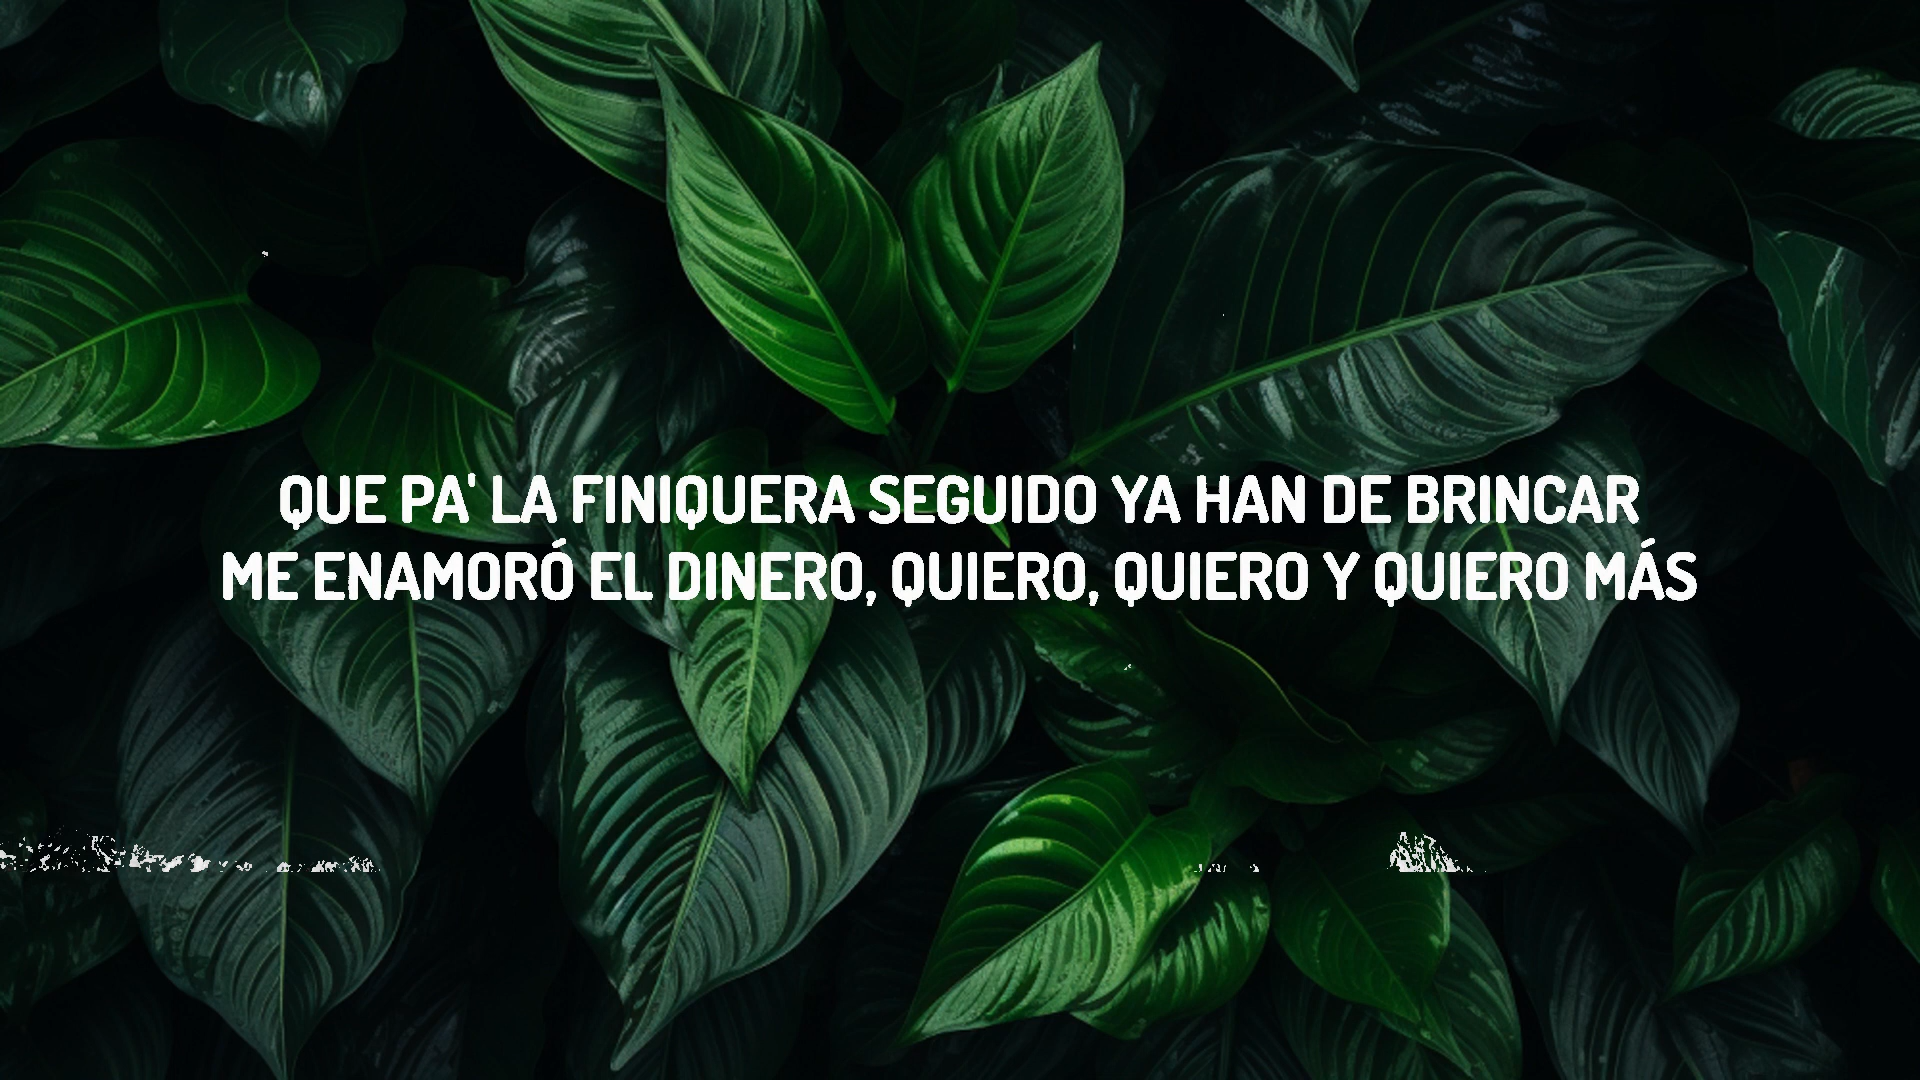 QUE PA' LA FINIQUERA SEGUIDO YA HAN DE BRINCAR
ME ENAMORÓ EL DINERO, QUIERO, QUIERO Y QUIERO MÁS